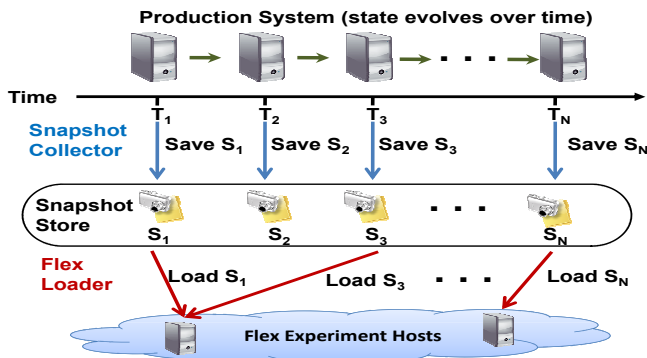 Production System (state evolves over time)
Time
T1 T2 T3 TN
Snapshot Collector
Save S1 Save S2 Save S3 Save SN
Snapshot Store
S1 S2 S3 SN
Flex Loader
Load S1 Load S3 Load SN
Flex Experiment Hosts